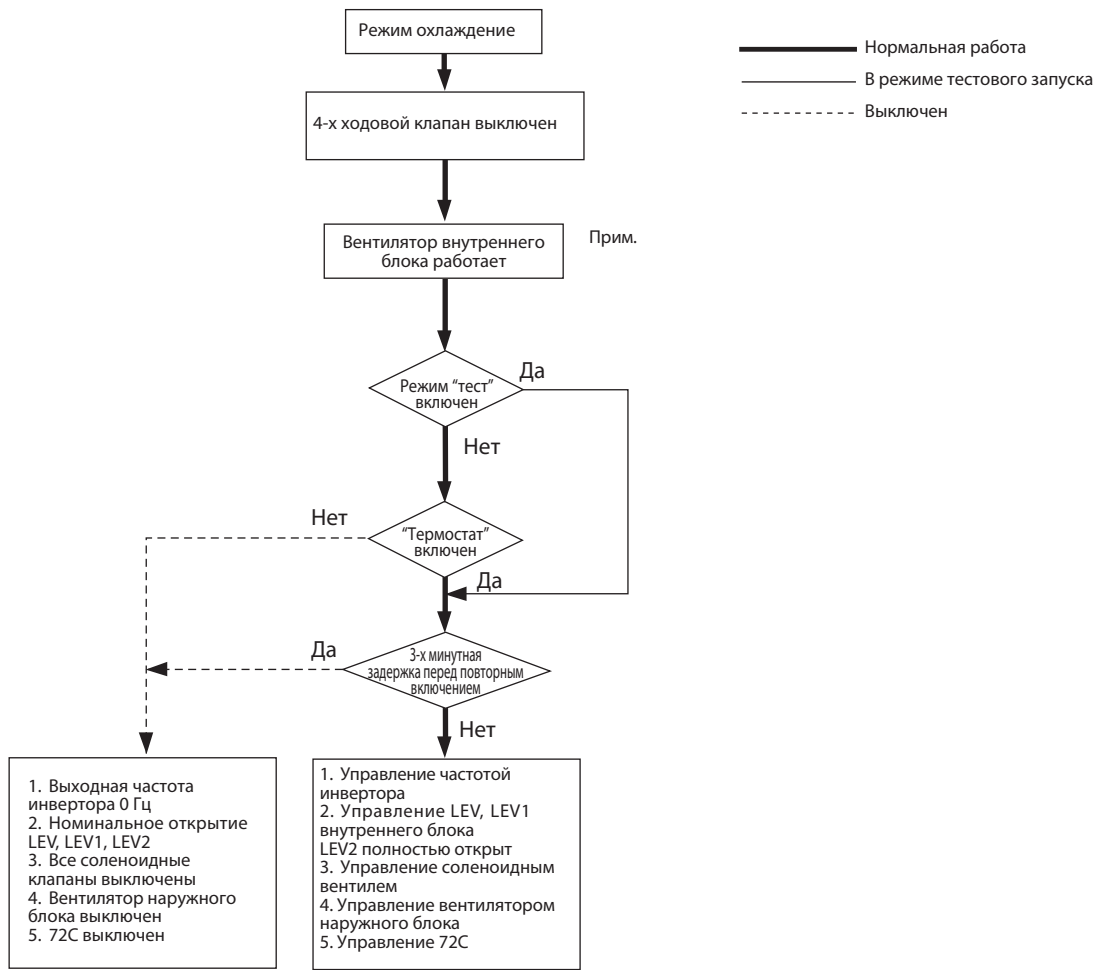 Режим охлаждение
Нормальная работа
В режиме тестового запуска
Выключен
4-х ходовой клапан выключен
Вентилятор внутреннего
блока работает
Прим.
Режим "тест"
включен
Да
Нет
"Термостат"
включен
Нет
Да
3-х минутная
задержка перед повторным
включением
Да
Нет
1. Выходная частота
инвертора 0 Гц
2. Номинальное открытие
LEV, LEV1, LEV2
3. Все соленоидные
клапаны выключены
4. Вентилятор наружного
блока выключен
5. 72C выключен
1. Управление частотой
инвертора
2. Управление LEV, LEV1
внутреннего блока
LEV2 полностью открыт
3. Управление соленоидным
вентилем
4. Управление вентилятором
наружного блока
5. Управление 72C